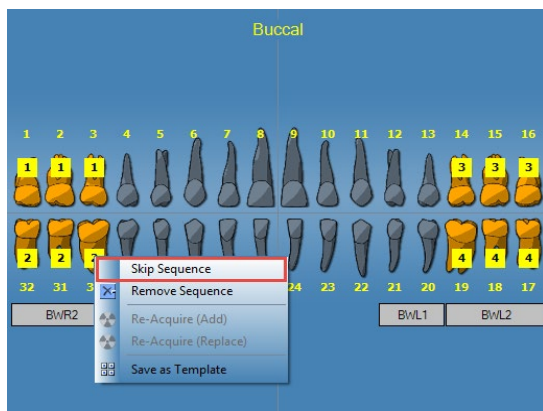 Buccal
1 2 3 4 5 6 7 8 9 10 11 12 13 14 15 16
1 1 1 3 3 3
2 2 2 4 4 4
32 31 3 24 23 22 21 20 19 18 17
BWR2 BWL1 BWL2
Skip Sequence
Remove Sequence
Re-Acquire (Add)
Re-Acquire (Replace)
Save as Template